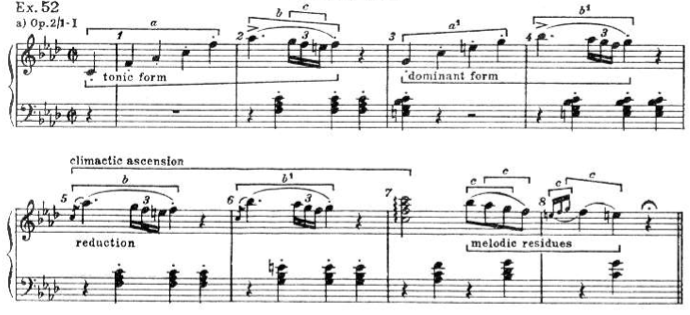 Ex. 52
a) Op. 2/1-I
a
b
c
a¹
b¹
1
2
3
3
4
3
tonic form
dominant form
climactic ascension
b
b¹
c
c
c
c
5
3
6
3
7
8
reduction
melodic residues